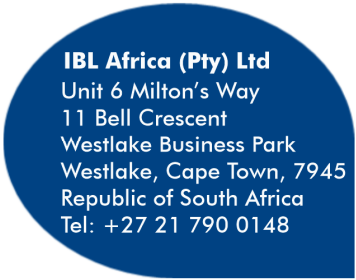 IBL Africa (Pty) Ltd
Unit 6 Milton's Way
11 Bell Crescent
Westlake Business Park
Westlake, Cape Town, 7945
Republic of South Africa
Tel: +27 21 790 0148